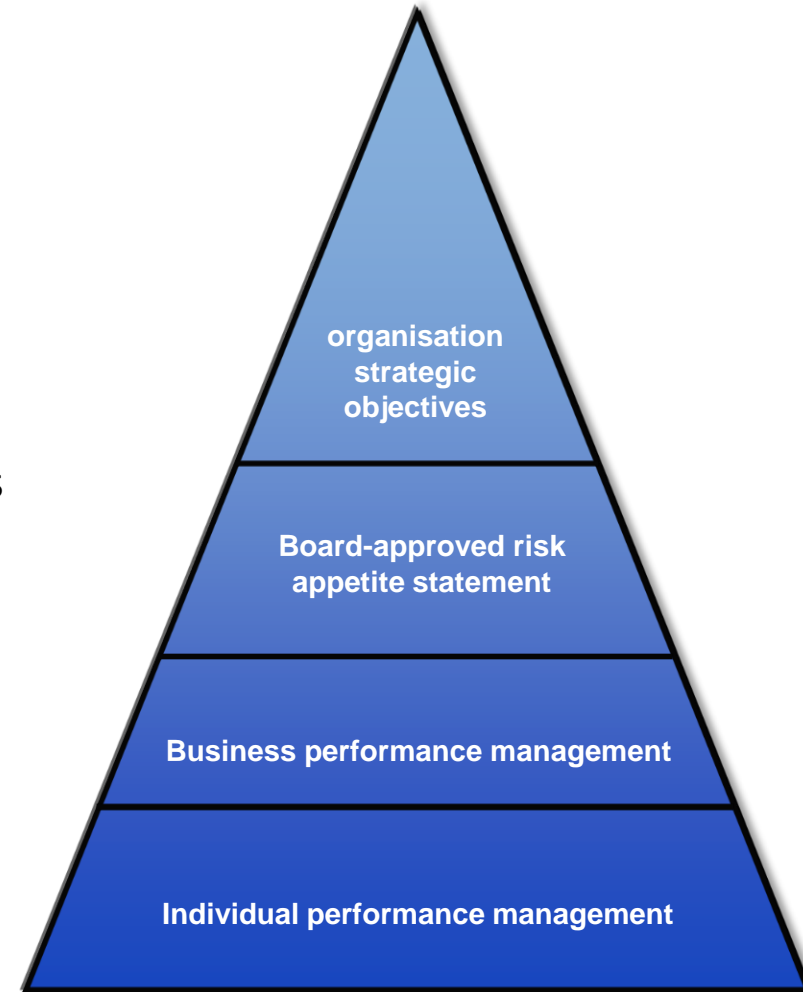 organisation
strategic
objectives
s
Board-approved risk
appetite statement
Business performance management
Individual performance management